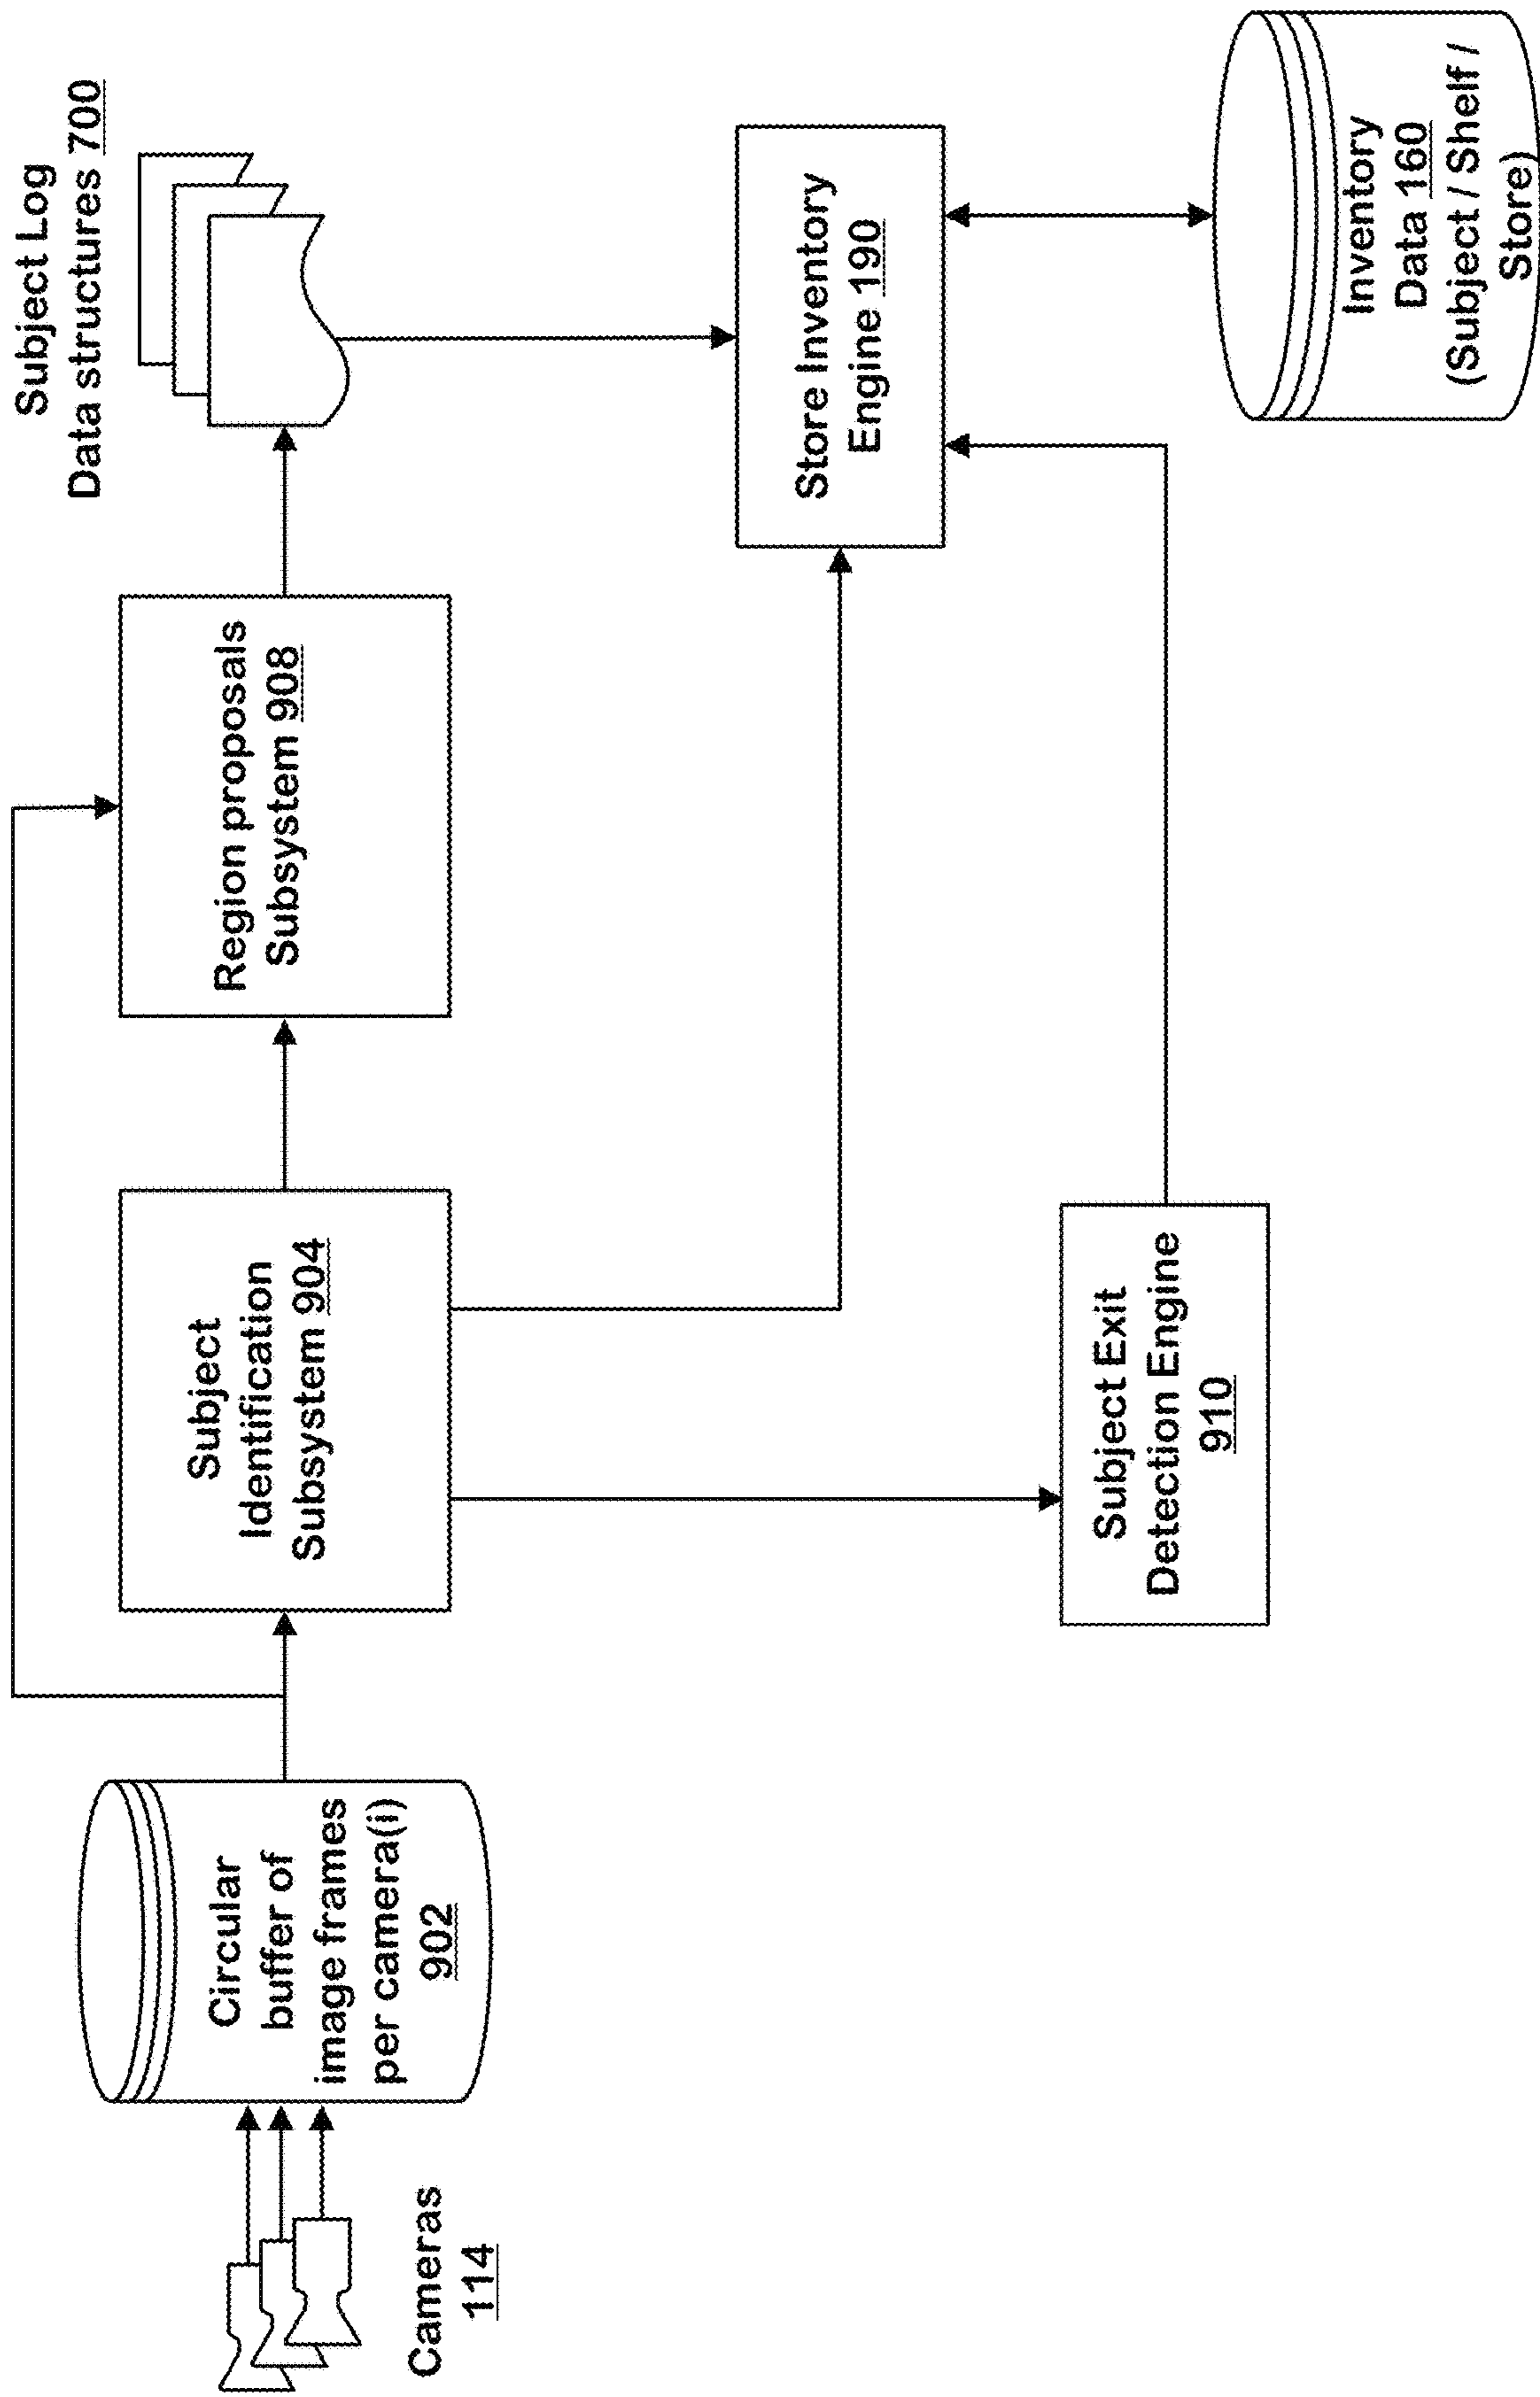 Cameras
114
Circular
buffer of
image frames
per camera(i)
902
Subject
Identification
Subsystem 904
Region proposals
Subsystem 908
Subject Log
Data structures 700
Subject Exit
Detection Engine
910
Store Inventory
Engine 190
Inventory
Data 160
(Subject / Shelf /
Store)